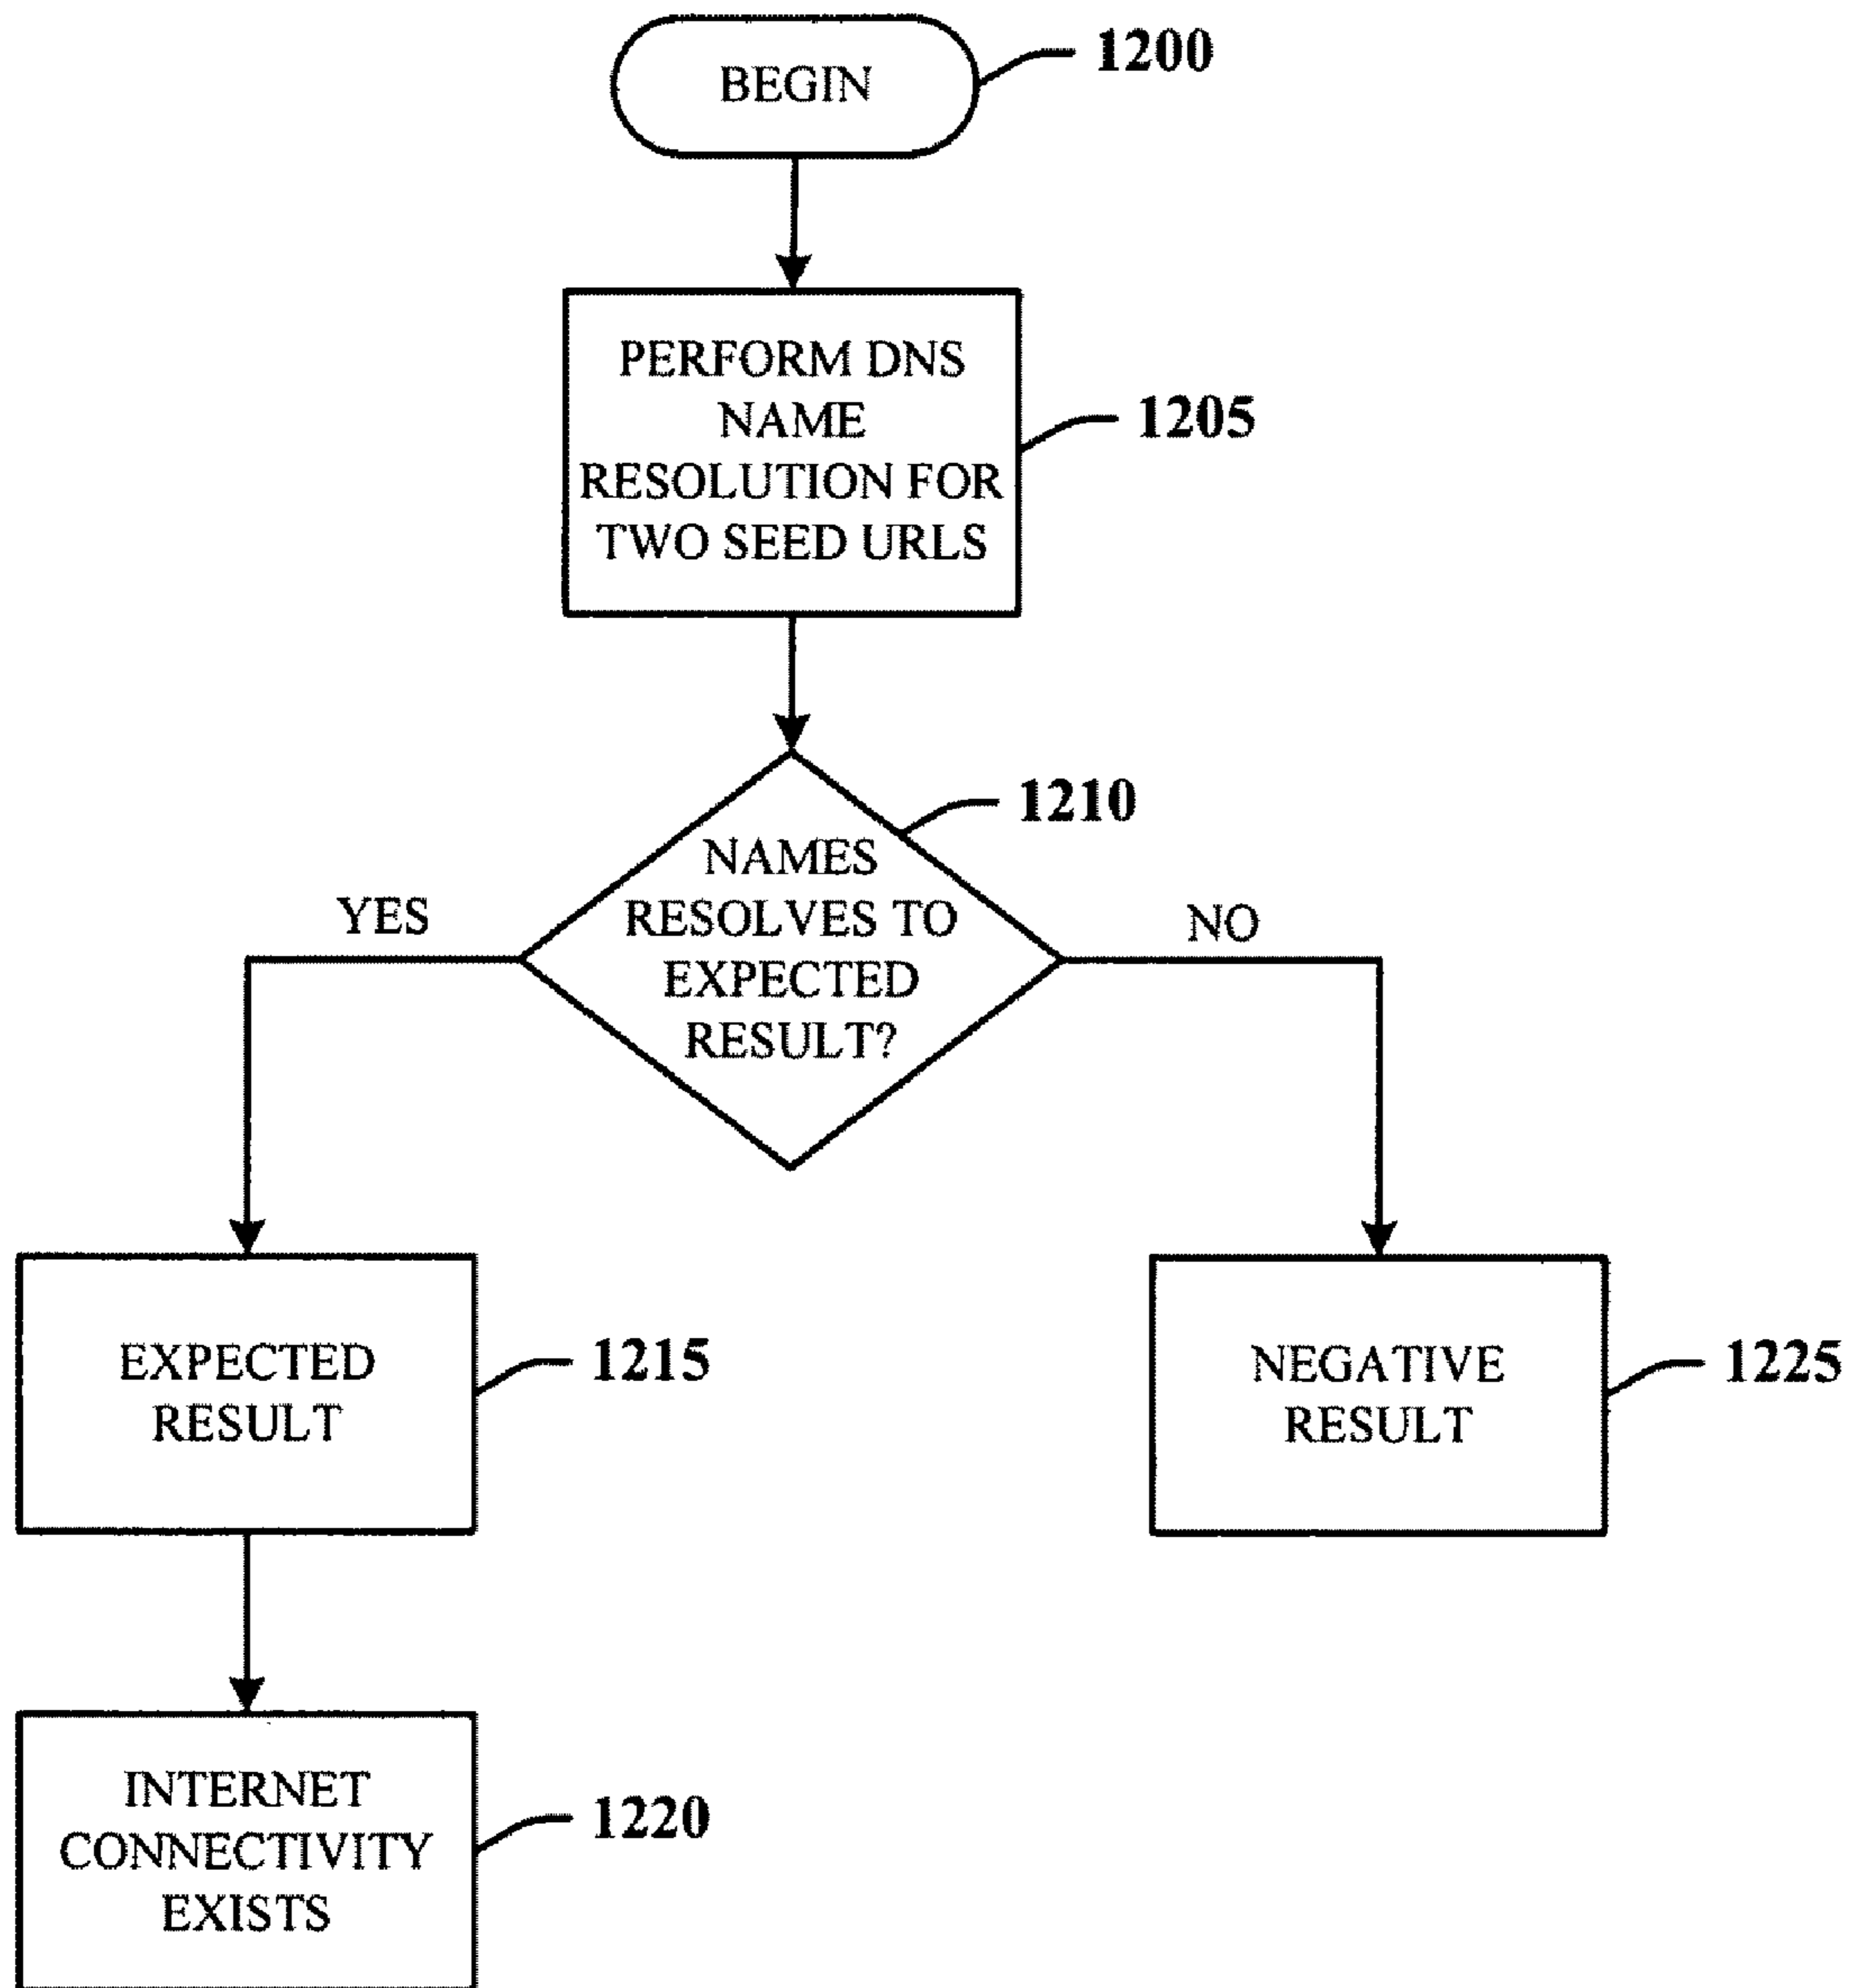 BEGIN
1200
PERFORM DNS
NAME
RESOLUTION FOR
TWO SEED URLS
1205
1210
NAMES
RESOLVES TO
EXPECTED
RESULT?
YES
NO
EXPECTED
RESULT
1215
NEGATIVE
RESULT
1225
INTERNET
CONNECTIVITY
EXISTS
1220